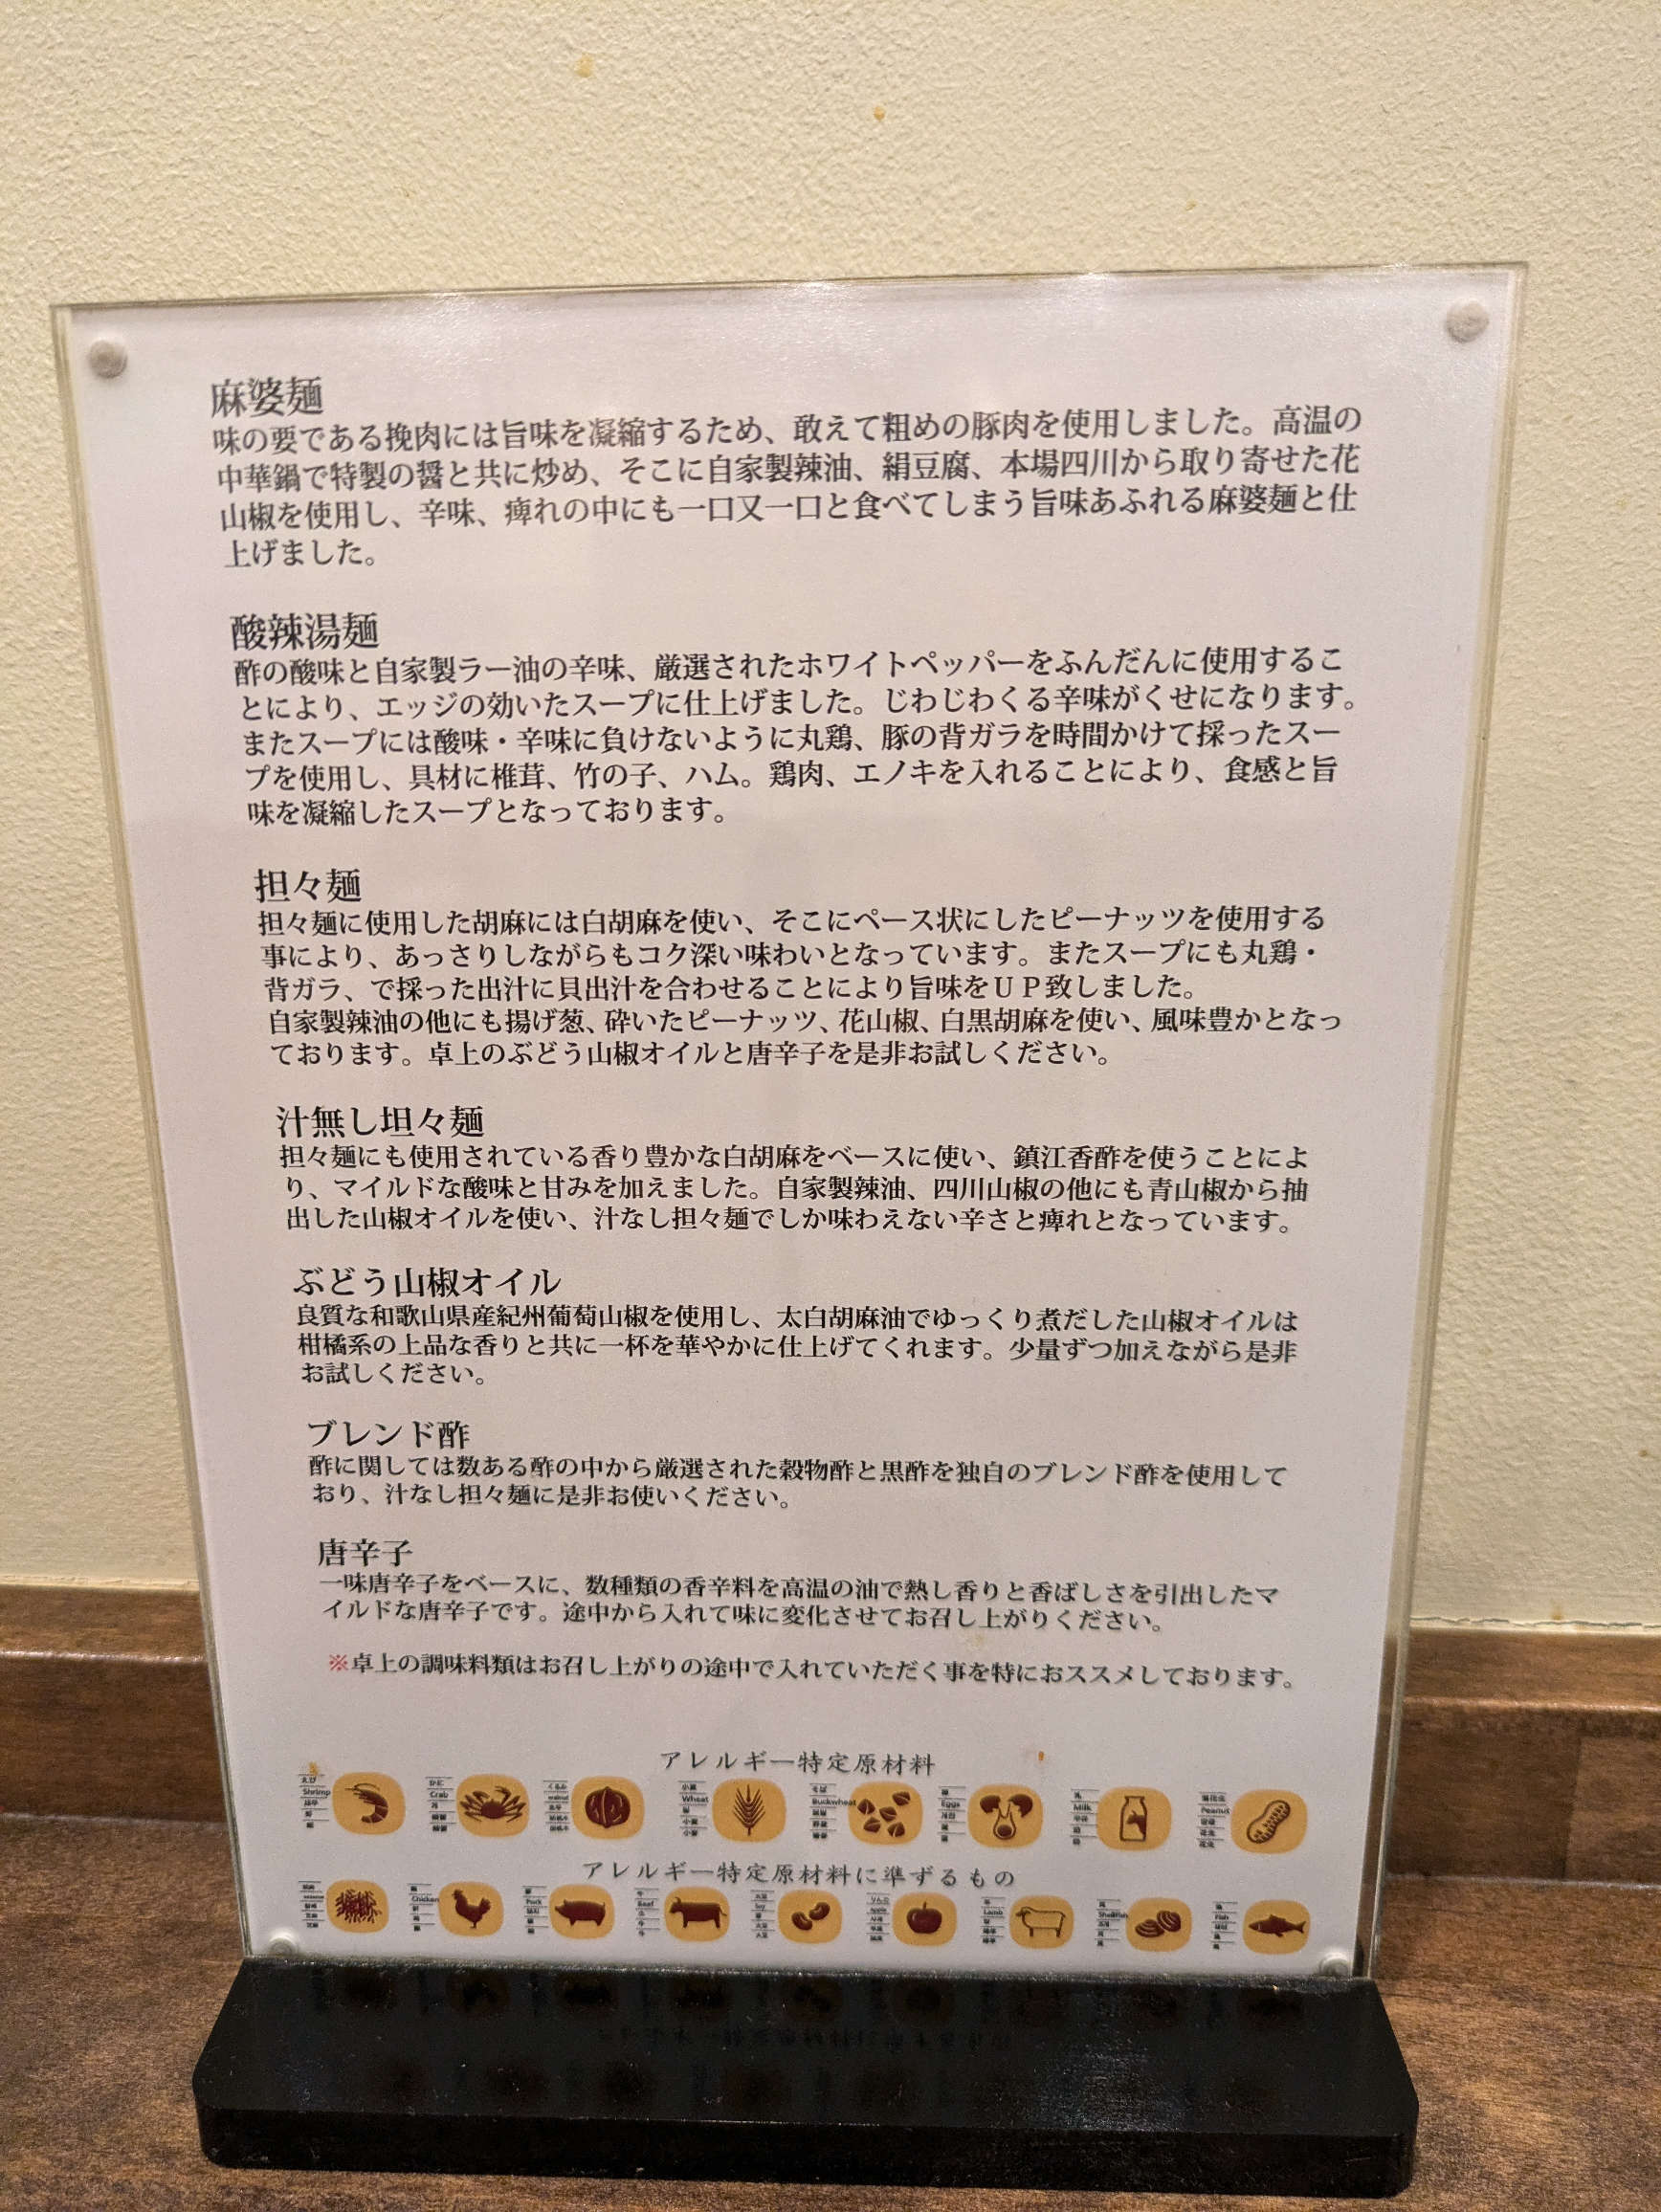 麻婆麺
味の要である挽肉には旨味を凝縮するため、敢えて粗めの豚肉を使用しました。高温の
中華鍋で特製の醤と共に炒め、そこに自家製辣油、絹豆腐、本場四川から取り寄せた花
山椒を使用し、辛味、痺れの中にも一口又一口と食べてしまう旨味あふれる麻婆麺と仕
上げました。
酸辣湯麺
酢の酸味と自家製ラー油の辛味、厳選されたホワイトペッパーをふんだんに使用するこ
とにより、エッジの効いたスープに仕上げました。じわじわくる辛味がくせになります。
またスープには酸味・辛味に負けないように丸鶏、豚の背ガラを時間かけて採ったスー
プを使用し、具材に椎茸、竹の子、ハム。鶏肉、エノキを入れることにより、食感と旨
味を凝縮したスープとなっております。
担々麺
担々麺に使用した胡麻には白胡麻を使い、そこにペース状にしたピーナッツを使用する
事により、あっさりしながらもコク深い味わいとなっています。またスープにも丸鶏・
背ガラ、で採った出汁に貝出汁を合わせることにより旨味をＵＰ致しました。
自家製辣油の他にも揚げ葱、砕いたピーナッツ、花山椒、白黒胡麻を使い、風味豊かとなっ
ております。卓上のぶどう山椒オイルと唐辛子を是非お試しください。
汁無し坦々麺
担々麺にも使用されている香り豊かな白胡麻をベースに使い、鎮江香酢を使うことによ
り、マイルドな酸味と甘みを加えました。自家製辣油、四川山椒の他にも青山椒から抽
出した山椒オイルを使い、汁なし担々麺でしか味わえない辛さと痺れとなっています。
ぶどう山椒オイル
良質な和歌山県産紀州葡萄山椒を使用し、太白胡麻油でゆっくり煮だした山椒オイルは
柑橘系の上品な香りと共に一杯を華やかに仕上げてくれます。少量ずつ加えながら是非
お試しください。
ブレンド酢
酢に関しては数ある酢の中から厳選された穀物酢と黒酢を独自のブレンド酢を使用して
おり、汁なし担々麺に是非お使いください。
唐辛子
一味唐辛子をベースに、数種類の香辛料を高温の油で熱し香りと香ばしさを引出したマ
イルドな唐辛子です。途中から入れて味に変化させてお召し上がりください。
※卓上の調味料類はお召し上がりの途中で入れていただく事を特におススメしております。
アレルギー特定原材料
えび Shrimp かに Crab くるみ walnut 小麦 Wheat そば Buckwheat 卵 Eggs 乳 Milk 落花生 Peanut
アレルギー特定原材料に準ずるもの
Chicken Pork 牛 Beef 大豆 Soy りんご Apple Lamb Shellfish Fish